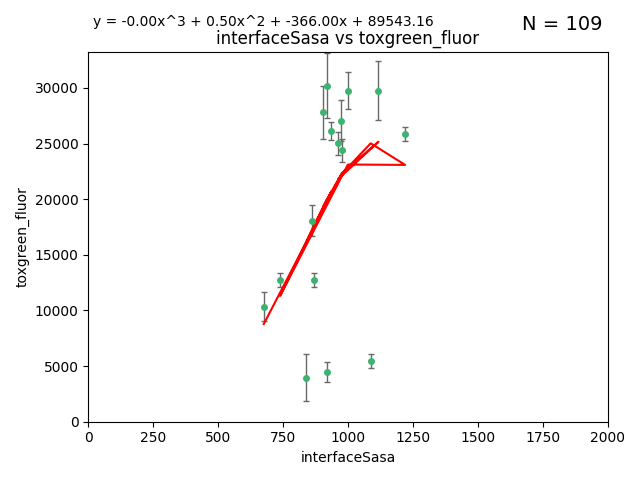 y = -0.00x^3 + 0.50x^2 + -366.00x + 89543.16
N = 109
interfaceSasa vs toxgreen_fluor
30000
25000
20000
15000
10000
5000
0
toxgreen_fluor
0 250 500 750 1000 1250 1500 1750 2000
interfaceSasa